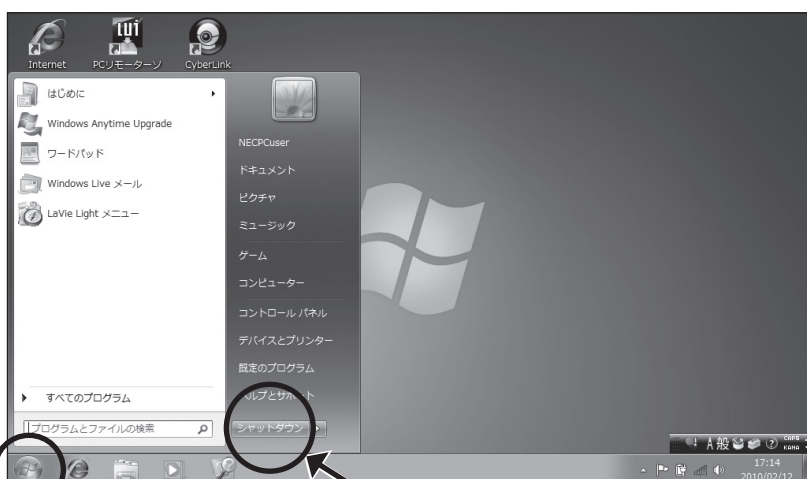 Internet
PCリモーターソ
CyberLink
はじめに
Windows Anytime Upgrade
ワードパッド
Windows Live メール
LaVie Light メニュー
すべてのプログラム
プログラムとファイルの検索
NECPCuser
ドキュメント
ピクチャ
ミュージック
ゲーム
コンピューター
コントロール パネル
デバイスとプリンター
既定のプログラム
ヘルプとサポート
シャットダウン
A 般
CAPS
KANA
17:14
2010/02/12